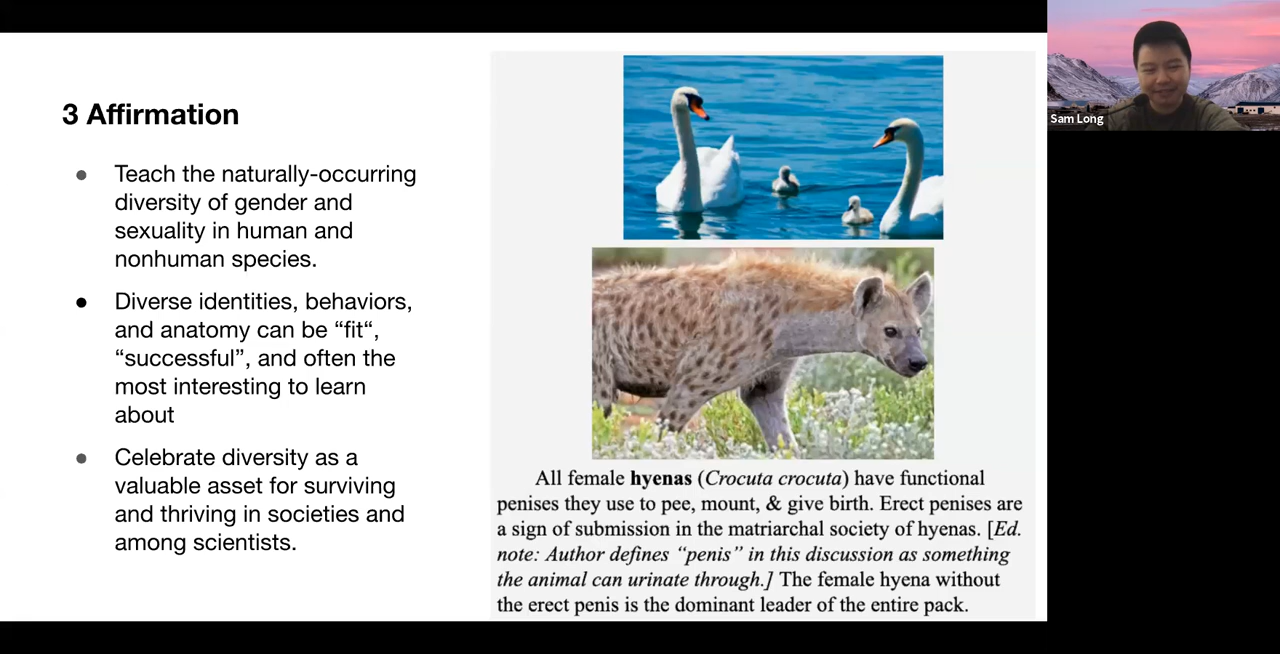 3 Affirmation
● Teach the naturally-occurring
diversity of gender and
sexuality in human and
nonhuman species.
● Diverse identities, behaviors,
and anatomy can be “fit“,
“successful”, and often the
most interesting to learn
about
● Celebrate diversity as a
valuable asset for surviving
and thriving in societies and
among scientists.
All female hyenas (Crocuta crocuta) have functional
penises they use to pee, mount, & give birth. Erect penises are
a sign of submission in the matriarchal society of hyenas. [Ed.
note: Author defines “penis” in this discussion as something
the animal can urinate through.] The female hyena without
the erect penis is the dominant leader of the entire pack.
Sam Long